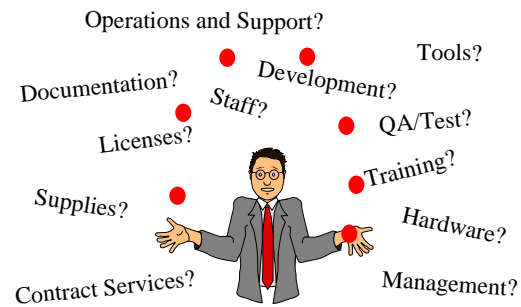 Operations and Support?
Tools?
Development?
Documentation?
Staff?
QA/Test?
Licenses?
Training?
Supplies?
Hardware?
Contract Services?
Management?